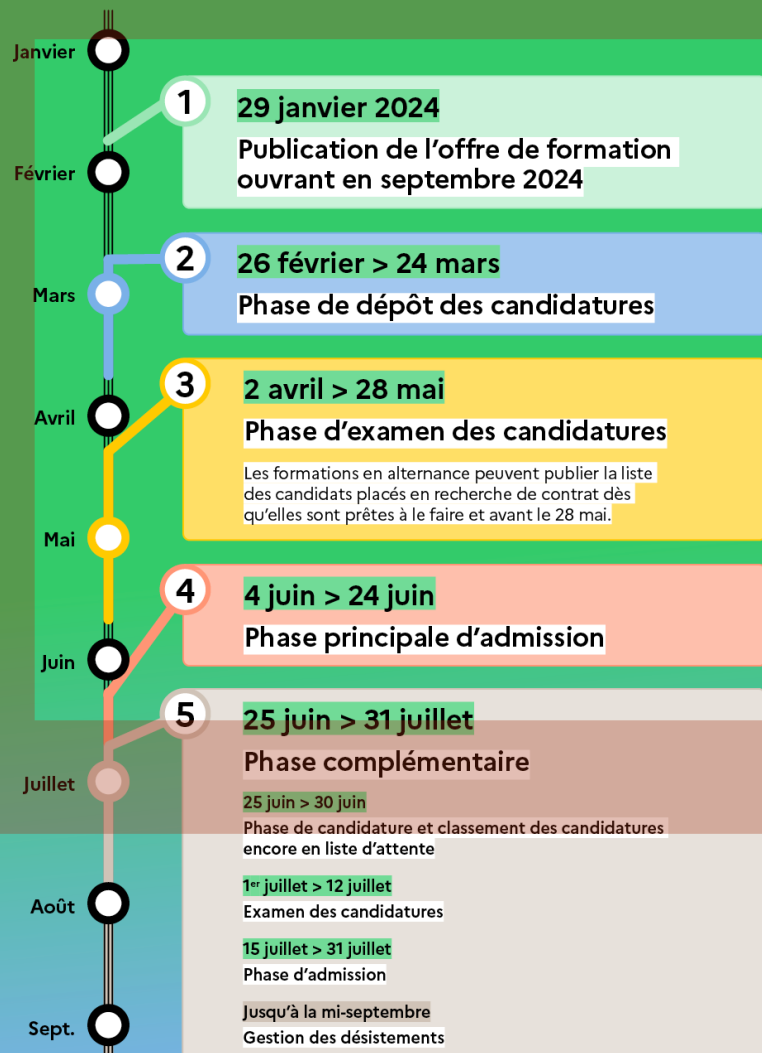 Janvier
1
29 janvier 2024
Publication de l’offre de formation
ouvrant en septembre 2024
Février
2
26 février > 24 mars
Phase de dépôt des candidatures
Mars
3
2 avril > 28 mai
Phase d’examen des candidatures
Les formations en alternance peuvent publier la liste
des candidats placés en recherche de contrat dès
qu’elles sont prêtes à le faire et avant le 28 mai.
Avril
Mai
4
4 juin > 24 juin
Phase principale d’admission
Juin
5
25 juin > 31 juillet
Phase complémentaire
25 juin > 30 juin
Phase de candidature et classement des candidatures
encore en liste d’attente
1er juillet > 12 juillet
Examen des candidatures
15 juillet > 31 juillet
Phase d’admission
Jusqu’à la mi-septembre
Gestion des désistements
Juillet
Août
Sept.